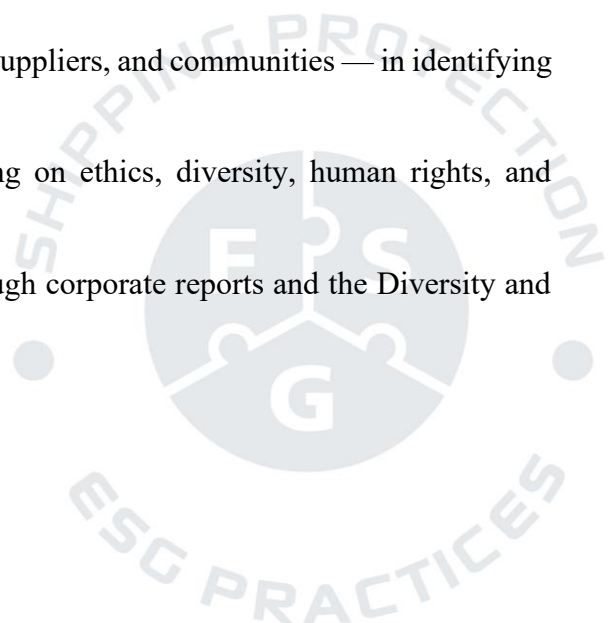 uppliers, and communities — in identifying
ng on ethics, diversity, human rights, and
ugh corporate reports and the Diversity and
SHIPPING PROTECTION
E S
G
ESG PRACTICES